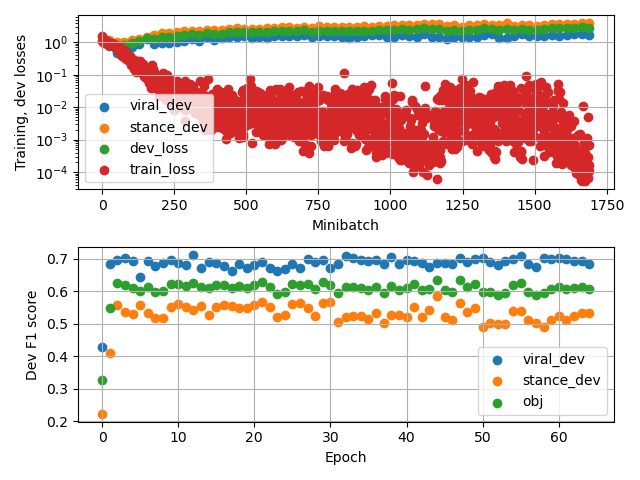 Training, dev losses
10⁰
10⁻¹
10⁻²
10⁻³
10⁻⁴
viral_dev
stance_dev
dev_loss
train_loss
0 250 500 750 1000 1250 1500 1750
Minibatch
Dev F1 score
0.7
0.6
0.5
0.4
0.3
0.2
viral_dev
stance_dev
obj
0 10 20 30 40 50 60
Epoch